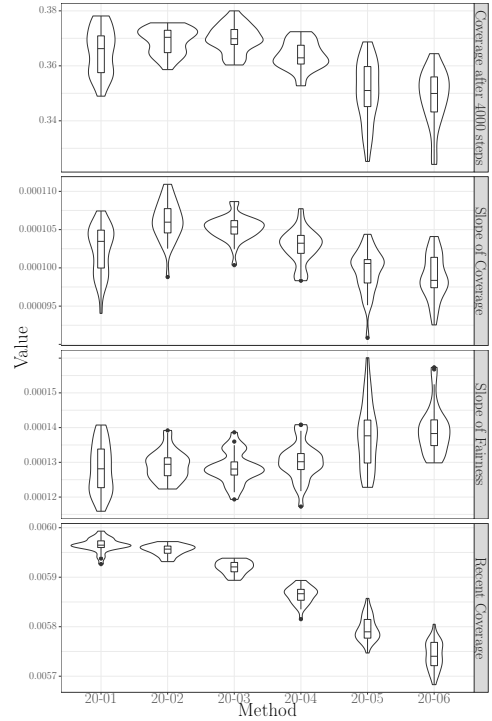 Value
0.38
0.36
0.34
Coverage after 4000 steps
0.000110
0.000105
0.000100
0.000095
Slope of Coverage
0.00015
0.00014
0.00013
0.00012
Slope of Fairness
0.0060
0.0059
0.0058
0.0057
Recent Coverage
20-01 20-02 20-03 20-04 20-05 20-06
Method